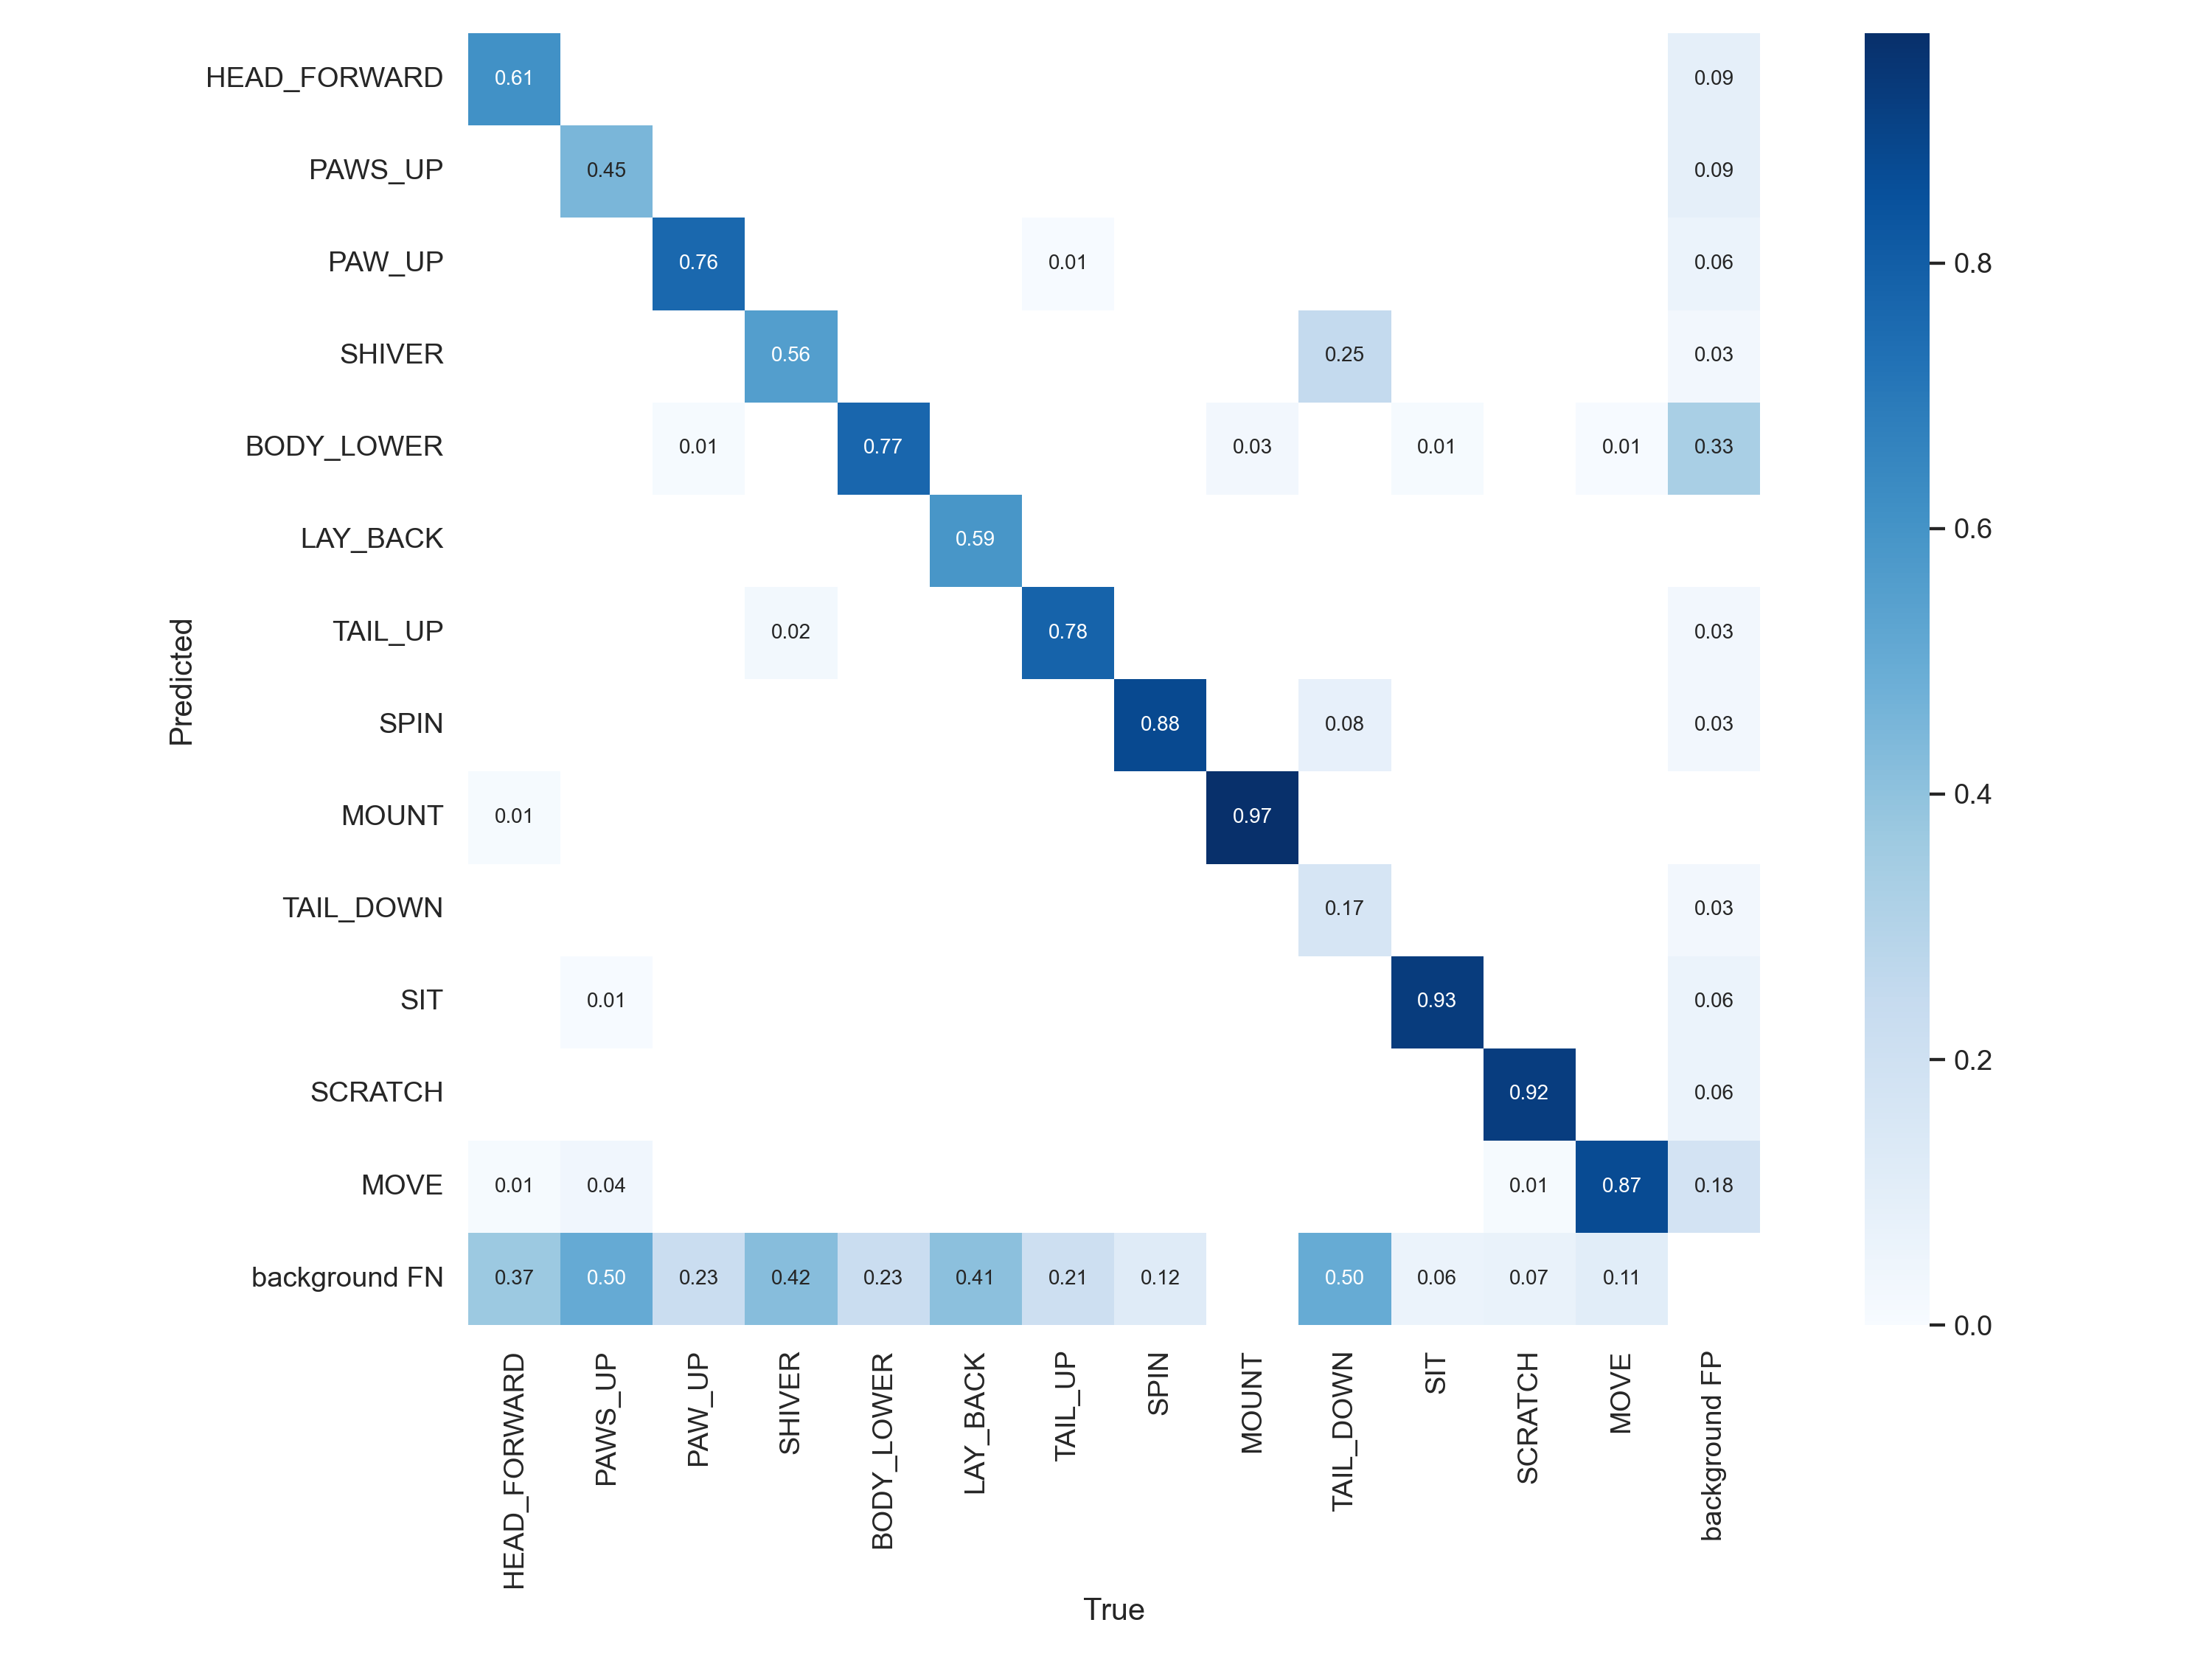 HEAD_FORWARD 0.61 0.09
PAWS_UP 0.45 0.09
PAW_UP 0.76 0.01 0.06 0.8
SHIVER 0.56 0.25 0.03
BODY_LOWER 0.01 0.77 0.03 0.01 0.01 0.33
LAY_BACK 0.59 0.6
TAIL_UP 0.02 0.78 0.03
Predicted
SPIN 0.88 0.08 0.03
MOUNT 0.01 0.97 0.4
TAIL_DOWN 0.17 0.03
SIT 0.01 0.93 0.06
SCRATCH 0.92 0.06 0.2
MOVE 0.01 0.04 0.01 0.87 0.18
background FN 0.37 0.50 0.23 0.42 0.23 0.41 0.21 0.12 0.50 0.06 0.07 0.11
0.0
HEAD_FORWARD
PAWS_UP
PAW_UP
SHIVER
BODY_LOWER
LAY_BACK
TAIL_UP
SPIN
MOUNT
TAIL_DOWN
SIT
SCRATCH
MOVE
background FP
True